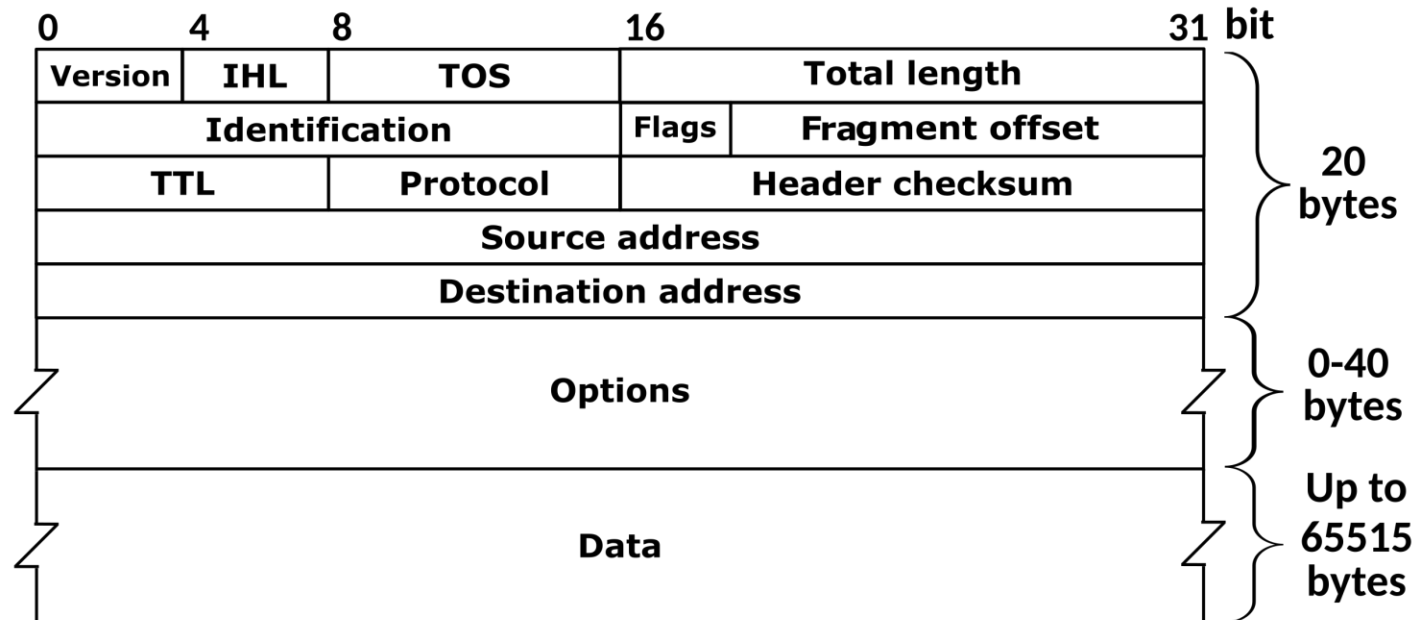 0 4 8 16 31 bit
Version IHL TOS Total length
Identification Flags Fragment offset
TTL Protocol Header checksum
Source address
Destination address
20
bytes
Options
0-40
bytes
Data
Up to
65515
bytes